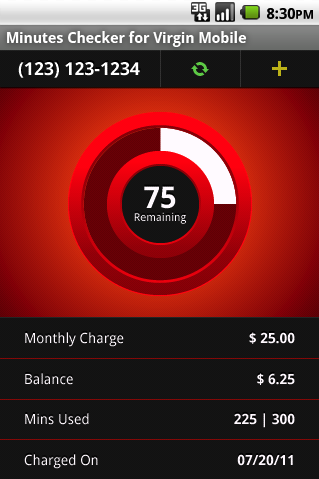 3G 8:30PM
Minutes Checker for Virgin Mobile
(123) 123-1234
75
Remaining
Monthly Charge $ 25.00
Balance $ 6.25
Mins Used 225 | 300
Charged On 07/20/11